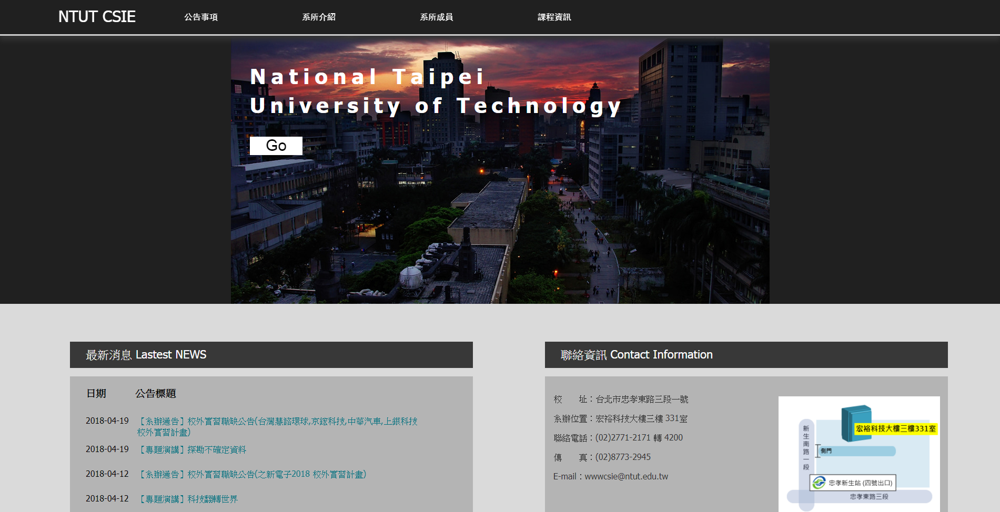 NTUT CSIE
公告事項
系所介紹
系所成員
課程資訊
National Taipei
University of Technology
Go
最新消息 Lastest NEWS
日期 公告標題
2018-04-19 【系辦通告】校外實習職缺公告(台灣慧諮環球,京鋐科技,中華汽車,上銀科技
校外實習計畫)
2018-04-19 【專題演講】探勘不確定資料
2018-04-12 【系辦通告】校外實習職缺公告(之新電子2018 校外實習計畫)
2018-04-12 【專題演講】科技翻轉世界
聯絡資訊 Contact Information
校　　址：台北市忠孝東路三段一號
系辦位置：宏裕科技大樓三樓 331室
聯絡電話：(02)2771-2171 轉 4200
傳　　真：(02)8773-2945
E-mail：wwwcsie@ntut.edu.tw
新生南路一段
宏裕科技大樓三樓331室
側門
忠孝新生站 (四號出口)
忠孝東路三段